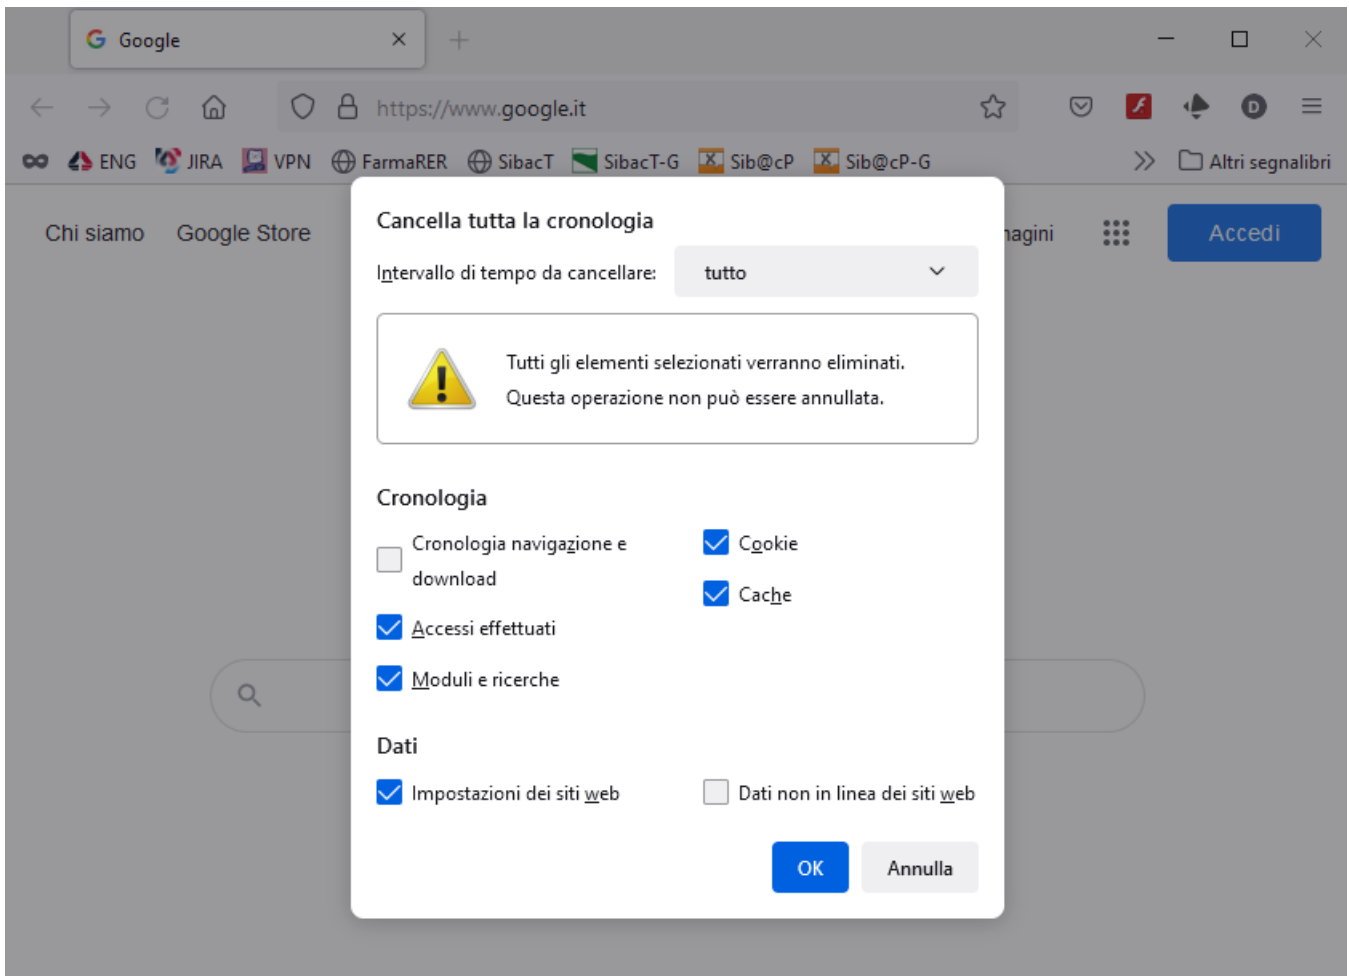 Google
https://www.google.it
D
ENG JIRA VPN FarmaRER SibacT SibacT-G Sib@cP Sib@cP-G Altri segnalibri
Chi siamo Google Store
Accedi
Cancella tutta la cronologia
Intervallo di tempo da cancellare: tutto
Tutti gli elementi selezionati verranno eliminati.
Questa operazione non può essere annullata.
Cronologia
Cronologia navigazione e
download
Cookie
Cache
Accessi effettuati
Moduli e ricerche
Dati
Impostazioni dei siti web
Dati non in linea dei siti web
OK Annulla